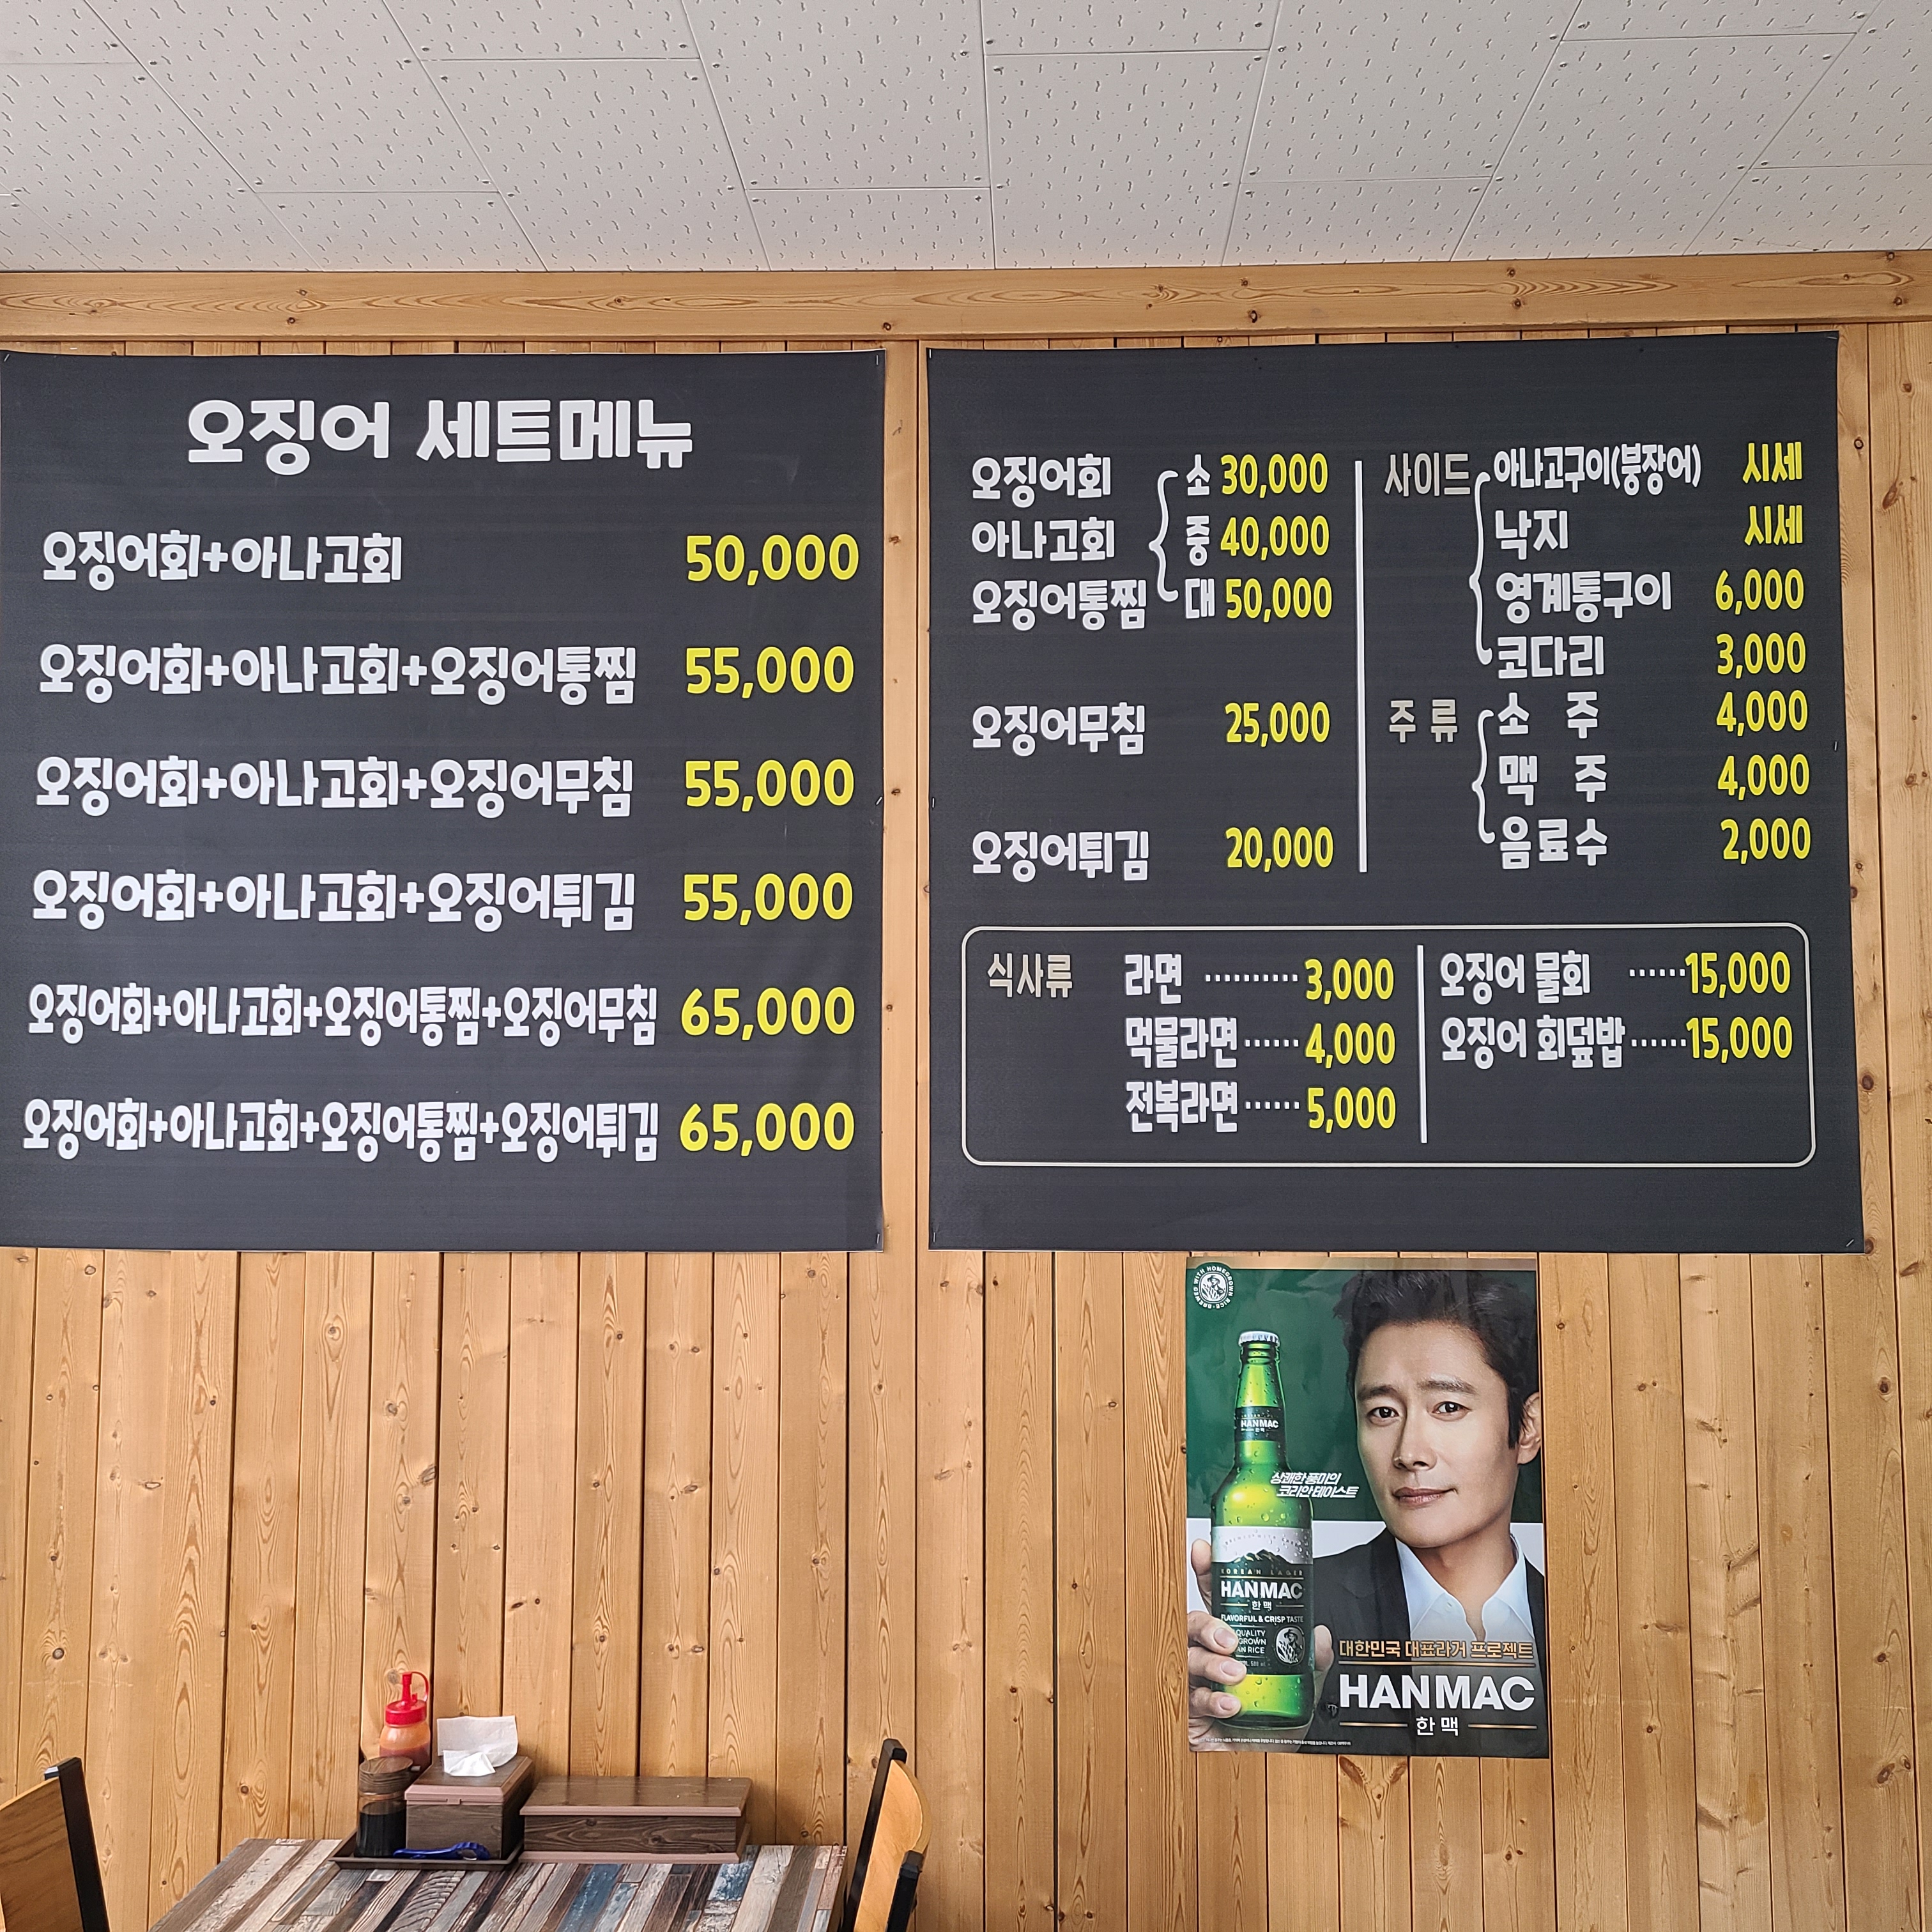 오징어 세트메뉴
오징어회+아나고회 50,000
오징어회+아나고회+오징어통찜 55,000
오징어회+아나고회+오징어무침 55,000
오징어회+아나고회+오징어튀김 55,000
오징어회+아나고회+오징어통찜+오징어무침 65,000
오징어회+아나고회+오징어통찜+오징어튀김 65,000
오징어회 소 30,000
아나고회 중 40,000
오징어통찜 대 50,000
오징어무침 25,000
오징어튀김 20,000
사이드 아나고구이(붕장어) 시세
낙지 시세
영계통구이 6,000
코다리 3,000
주 류 소 주 4,000
맥 주 4,000
음료수 2,000
식사류 라면 ·········· 3,000
먹물라면 ······ 4,000
전복라면 ······ 5,000
오징어 물회 ······ 15,000
오징어 회덮밥 ······ 15,000
BREWED WITH HOMEGROWN RICE
HANMAC
한맥
상쾌한 풍미의
코리안 테이스트
KOREAN LAGER
HANMAC
한맥
FLAVORFUL & CRISP TASTE
QUALITY
RICE
대한민국 대표라거 프로젝트
HANMAC
한맥